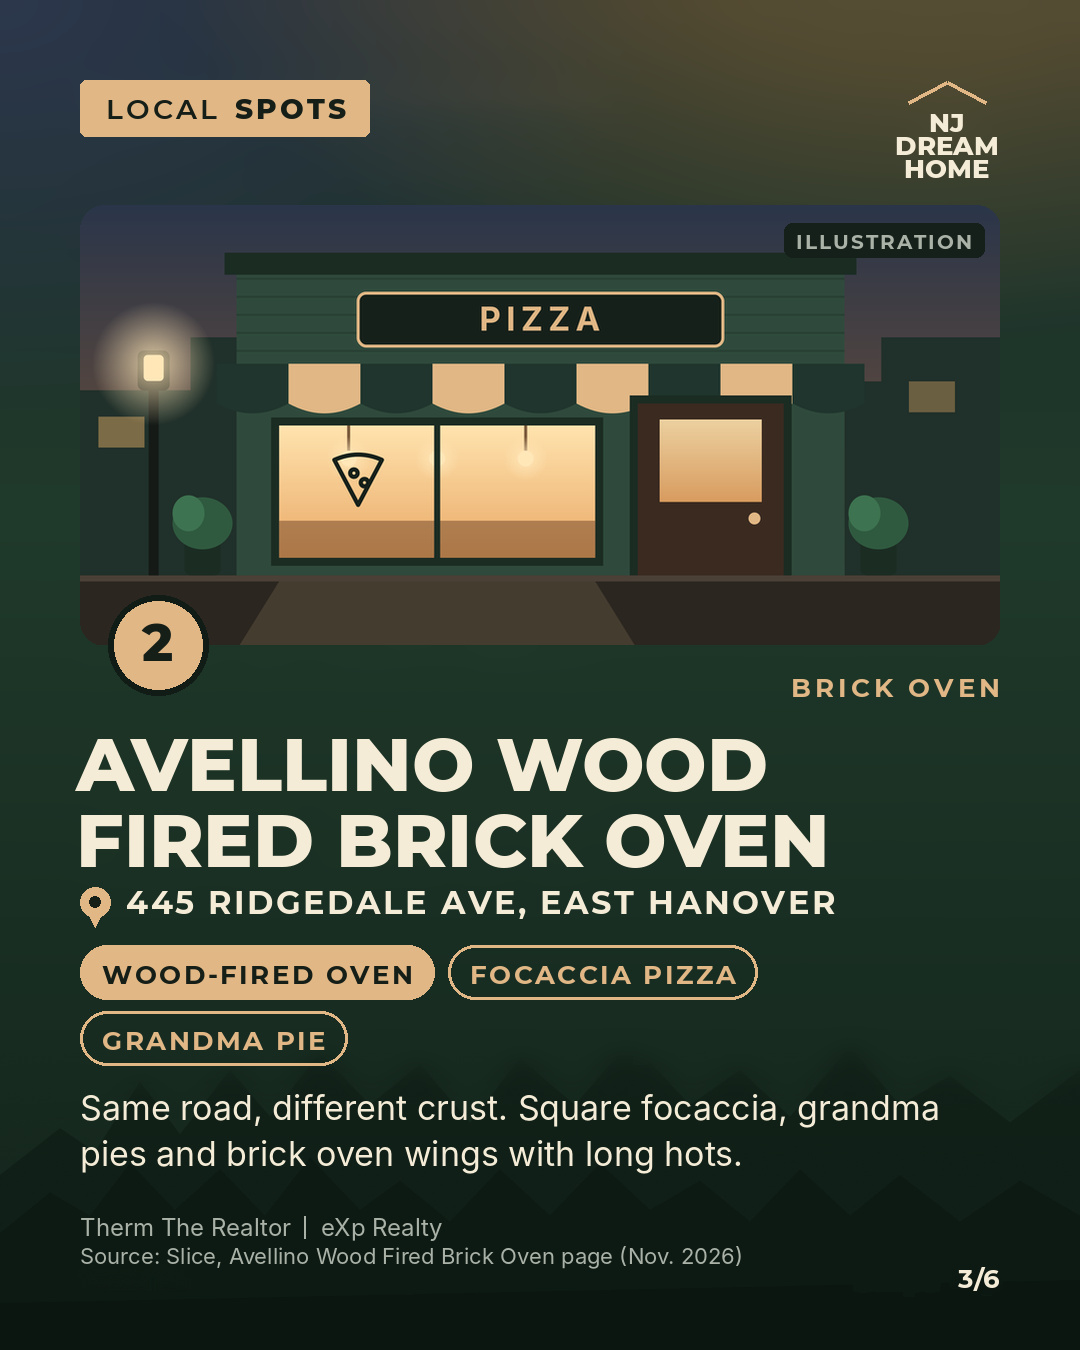 LOCAL SPOTS
NJ
DREAM
HOME
ILLUSTRATION
PIZZA
2
BRICK OVEN
AVELLINO WOOD
FIRED BRICK OVEN
445 RIDGEDALE AVE, EAST HANOVER
WOOD-FIRED OVEN
FOCACCIA PIZZA
GRANDMA PIE
Same road, different crust. Square focaccia, grandma
pies and brick oven wings with long hots.
Therm The Realtor | eXp Realty
Source: Slice, Avellino Wood Fired Brick Oven page (Nov. 2026)
3/6